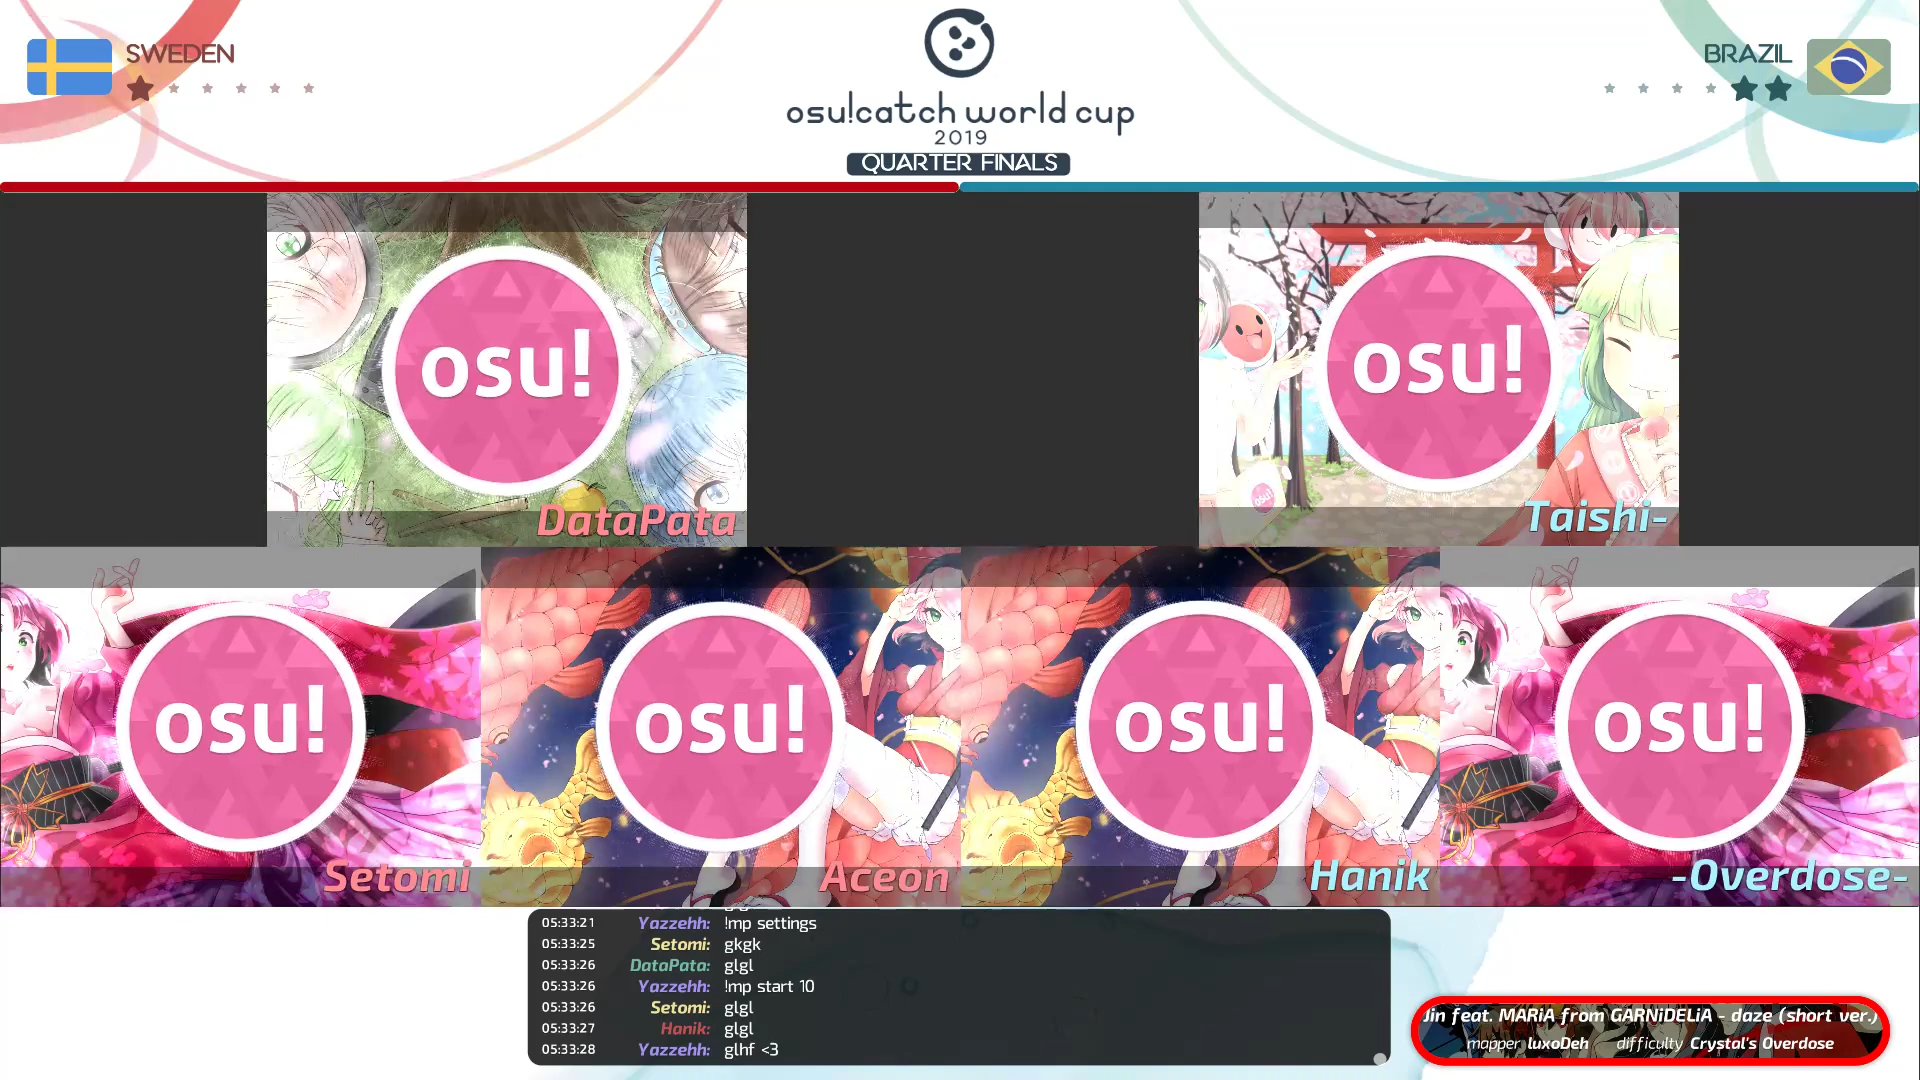 SWEDEN
BRAZIL
osu!catch world cup
2019
QUARTER FINALS
osu!
DataPata
osu!
osu!
Taishi-
osu!
Setomi
osu!
Aceon
osu!
Hanik
osu!
-Overdose-
05:33:21 Yazzehh: !mp settings
05:33:25 Setomi: gkgk
05:33:26 DataPata: glgl
05:33:26 Yazzehh: !mp start 10
05:33:26 Setomi: glgl
05:33:27 Hanik: glgl
05:33:28 Yazzehh: glhf <3
Jin feat. MARiA from GARNiDELiA - daze (short ver.)
mapper luxoDeh difficulty Crystal's Overdose